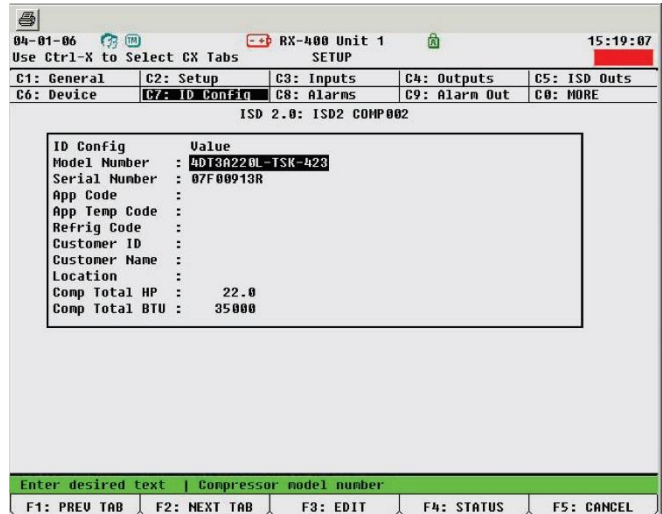 04-01-06 TM RX-400 Unit 1 15:19:07
Use Ctrl-X to Select CX Tabs SETUP
C1: General C2: Setup C3: Inputs C4: Outputs C5: ISD Outs
C6: Device C7: ID Config C8: Alarms C9: Alarm Out C0: MORE
ISD 2.0: ISD2 COMP002
ID Config Value
Model Number : 4DT3A220L-TSK-423
Serial Number : 07F00913R
App Code :
App Temp Code :
Refrig Code :
Customer ID :
Customer Name :
Location :
Comp Total HP : 22.0
Comp Total BTU : 35000
Enter desired text | Compressor model number
F1: PREV TAB F2: NEXT TAB F3: EDIT F4: STATUS F5: CANCEL